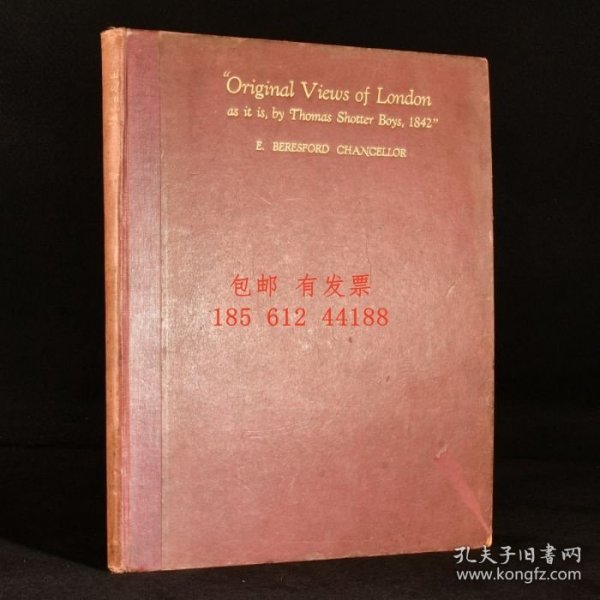 "Original Views of London
as it is, by Thomas Shotter Boys, 1842"
E. BERESFORD CHANCELLOR
包邮 有发票
185 612 44188
孔夫子旧书网
www.kongfz.com